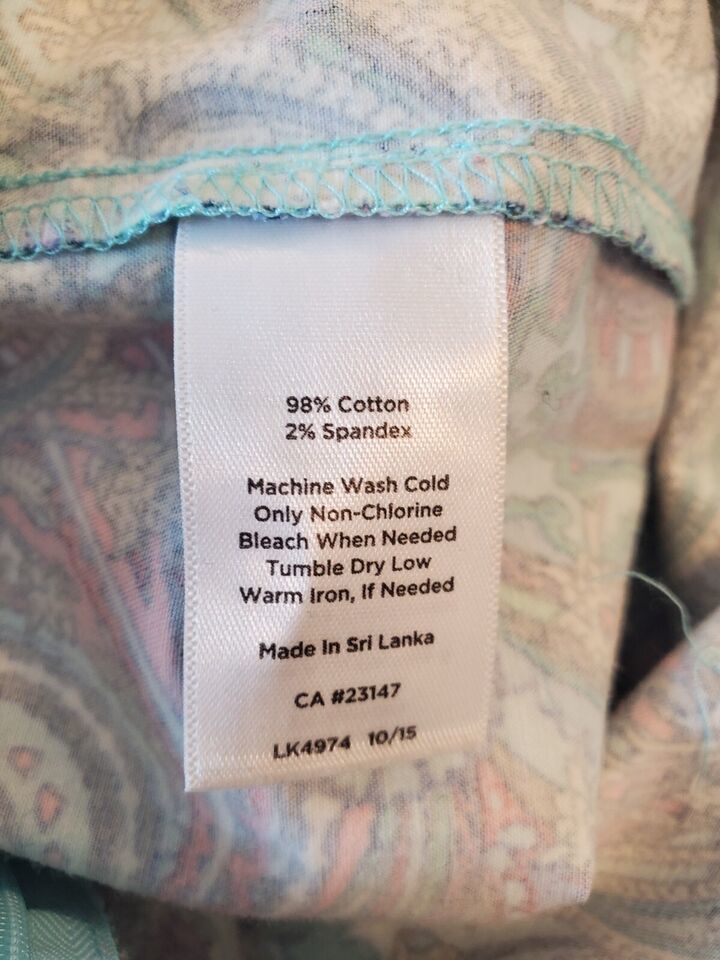 98% Cotton
2% Spandex
Machine Wash Cold
Only Non-Chlorine
Bleach When Needed
Tumble Dry Low
Warm Iron, If Needed
Made In Sri Lanka
CA #23147
LK4974 10/15